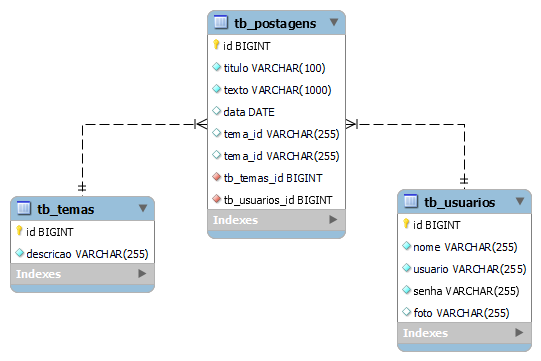 tb_postagens
id BIGINT
titulo VARCHAR(100)
texto VARCHAR(1000)
data DATE
tema_id VARCHAR(255)
tema_id VARCHAR(255)
tb_temas_id BIGINT
tb_usuarios_id BIGINT
Indexes
tb_temas
id BIGINT
descricao VARCHAR(255)
Indexes
tb_usuarios
id BIGINT
nome VARCHAR(255)
usuario VARCHAR(255)
senha VARCHAR(255)
foto VARCHAR(255)
Indexes